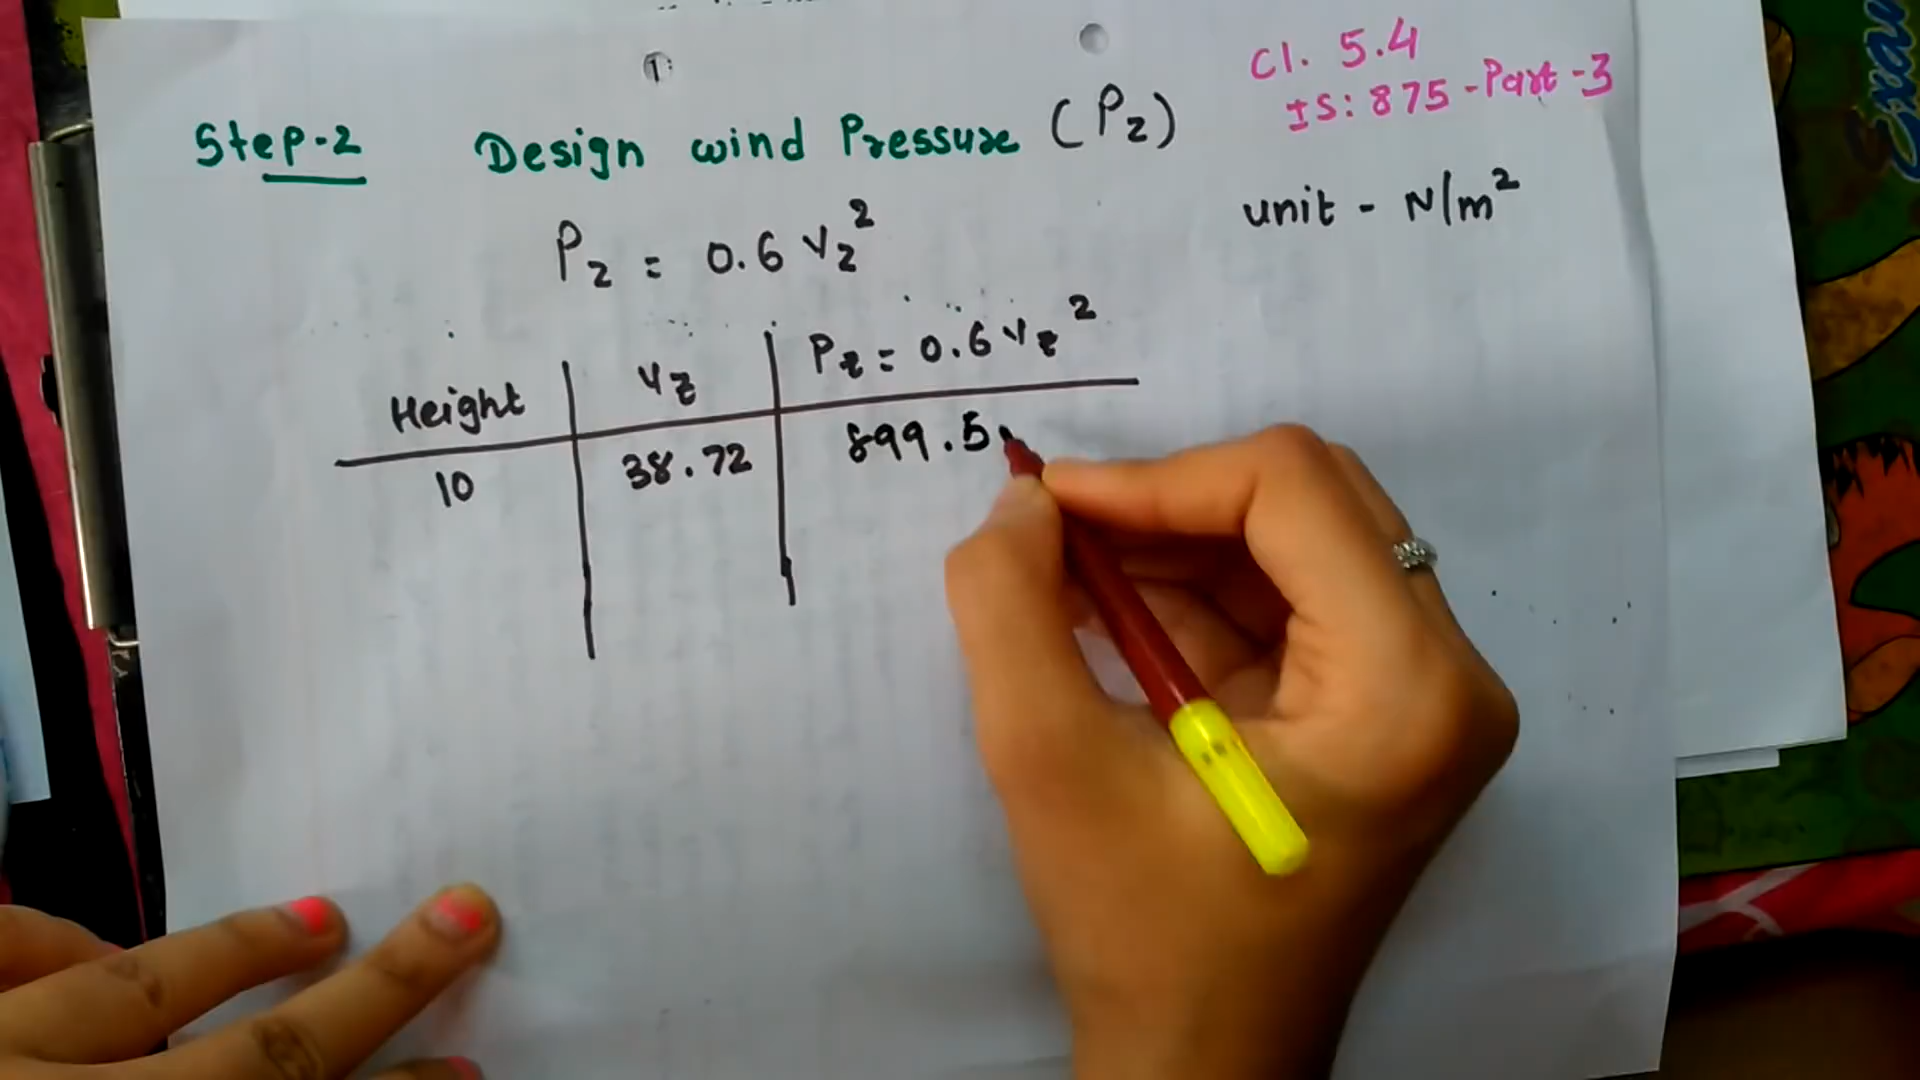 Cl. 5.4
IS: 875 - Part - 3
Step-2 Design wind Pressure (Pz)
unit - N/m²
Pz = 0.6 Vz²
Height Vz Pz = 0.6 Vz²
10 38.72 899.5
Exam